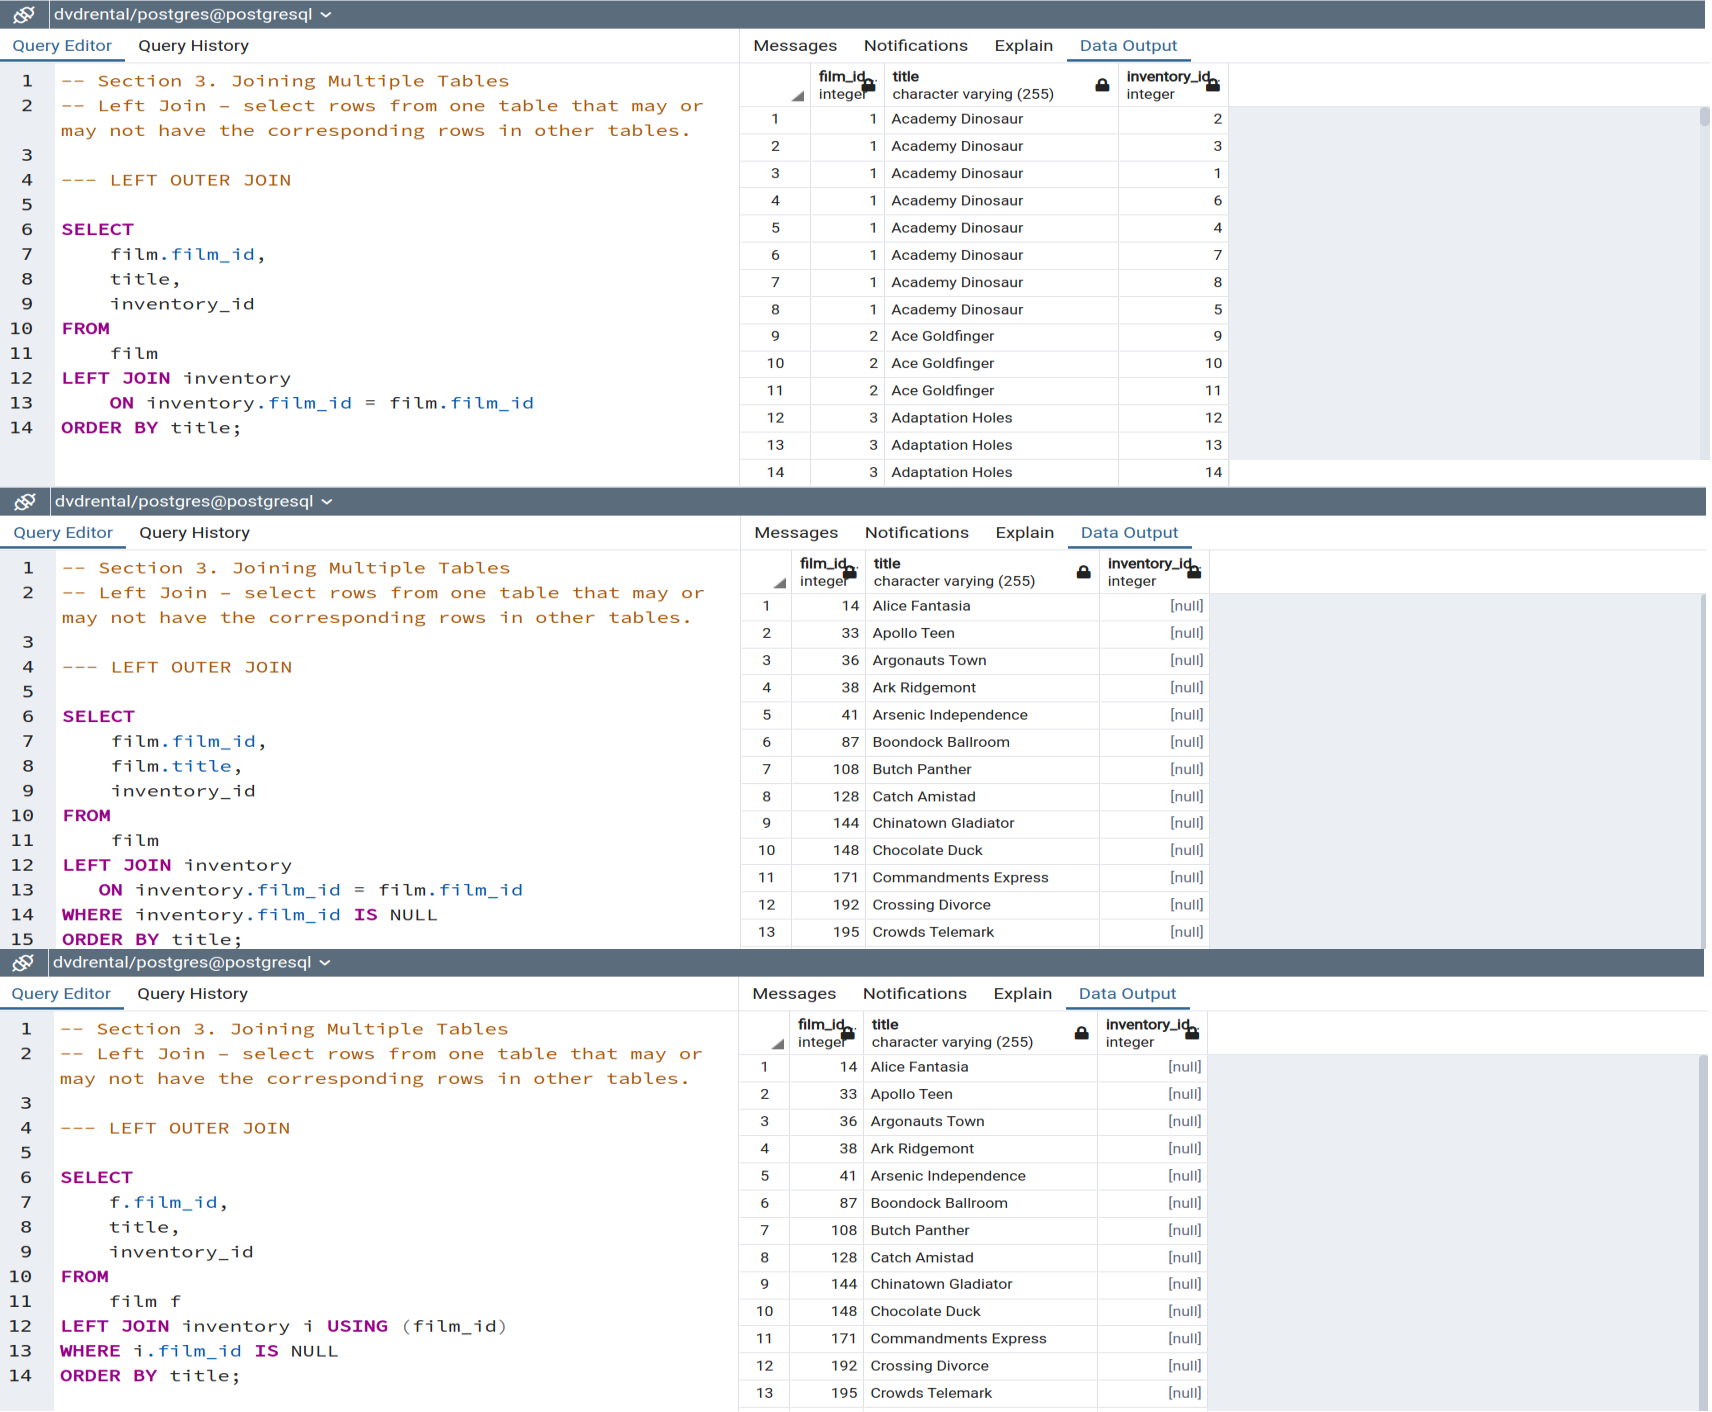 dvdrental/postgres@postgresql
Query Editor Query History
1 -- Section 3. Joining Multiple Tables
2 -- Left Join – select rows from one table that may or
may not have the corresponding rows in other tables.
3
4 --- LEFT OUTER JOIN
5
6 SELECT
7 film.film_id,
8 title,
9 inventory_id
10 FROM
11 film
12 LEFT JOIN inventory
13 ON inventory.film_id = film.film_id
14 ORDER BY title;
Messages Notifications Explain Data Output
film_id title inventory_id
integer character varying (255) integer
1 1 Academy Dinosaur 2
2 1 Academy Dinosaur 3
3 1 Academy Dinosaur 1
4 1 Academy Dinosaur 6
5 1 Academy Dinosaur 4
6 1 Academy Dinosaur 7
7 1 Academy Dinosaur 8
8 1 Academy Dinosaur 5
9 2 Ace Goldfinger 9
10 2 Ace Goldfinger 10
11 2 Ace Goldfinger 11
12 3 Adaptation Holes 12
13 3 Adaptation Holes 13
14 3 Adaptation Holes 14
dvdrental/postgres@postgresql
Query Editor Query History
1 -- Section 3. Joining Multiple Tables
2 -- Left Join – select rows from one table that may or
may not have the corresponding rows in other tables.
3
4 --- LEFT OUTER JOIN
5
6 SELECT
7 film.film_id,
8 film.title,
9 inventory_id
10 FROM
11 film
12 LEFT JOIN inventory
13 ON inventory.film_id = film.film_id
14 WHERE inventory.film_id IS NULL
15 ORDER BY title;
Messages Notifications Explain Data Output
film_id title inventory_id
integer character varying (255) integer
1 14 Alice Fantasia [null]
2 33 Apollo Teen [null]
3 36 Argonauts Town [null]
4 38 Ark Ridgemont [null]
5 41 Arsenic Independence [null]
6 87 Boondock Ballroom [null]
7 108 Butch Panther [null]
8 128 Catch Amistad [null]
9 144 Chinatown Gladiator [null]
10 148 Chocolate Duck [null]
11 171 Commandments Express [null]
12 192 Crossing Divorce [null]
13 195 Crowds Telemark [null]
dvdrental/postgres@postgresql
Query Editor Query History
1 -- Section 3. Joining Multiple Tables
2 -- Left Join – select rows from one table that may or
may not have the corresponding rows in other tables.
3
4 --- LEFT OUTER JOIN
5
6 SELECT
7 f.film_id,
8 title,
9 inventory_id
10 FROM
11 film f
12 LEFT JOIN inventory i USING (film_id)
13 WHERE i.film_id IS NULL
14 ORDER BY title;
Messages Notifications Explain Data Output
film_id title inventory_id
integer character varying (255) integer
1 14 Alice Fantasia [null]
2 33 Apollo Teen [null]
3 36 Argonauts Town [null]
4 38 Ark Ridgemont [null]
5 41 Arsenic Independence [null]
6 87 Boondock Ballroom [null]
7 108 Butch Panther [null]
8 128 Catch Amistad [null]
9 144 Chinatown Gladiator [null]
10 148 Chocolate Duck [null]
11 171 Commandments Express [null]
12 192 Crossing Divorce [null]
13 195 Crowds Telemark [null]